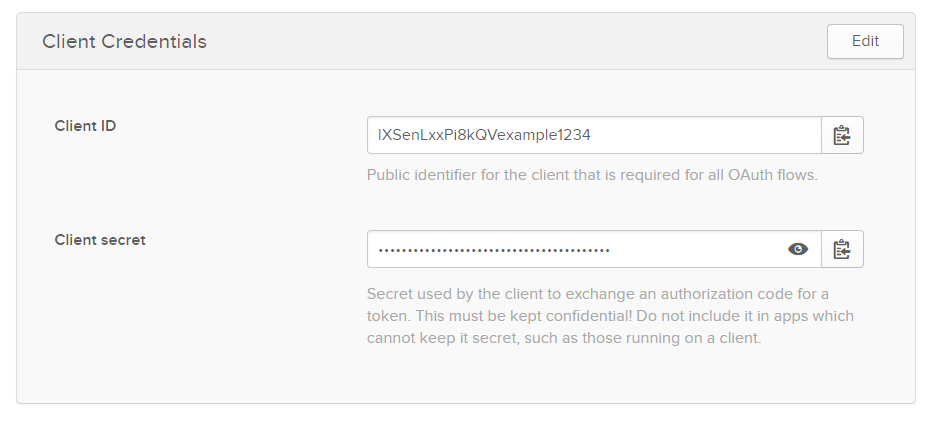 Client Credentials
Edit
Client ID
lXSenLxxPi8kQVexample1234
Public identifier for the client that is required for all OAuth flows.
Client secret
••••••••••••••••••••••••••••••••••••••••
Secret used by the client to exchange an authorization code for a
token. This must be kept confidential! Do not include it in apps which
cannot keep it secret, such as those running on a client.